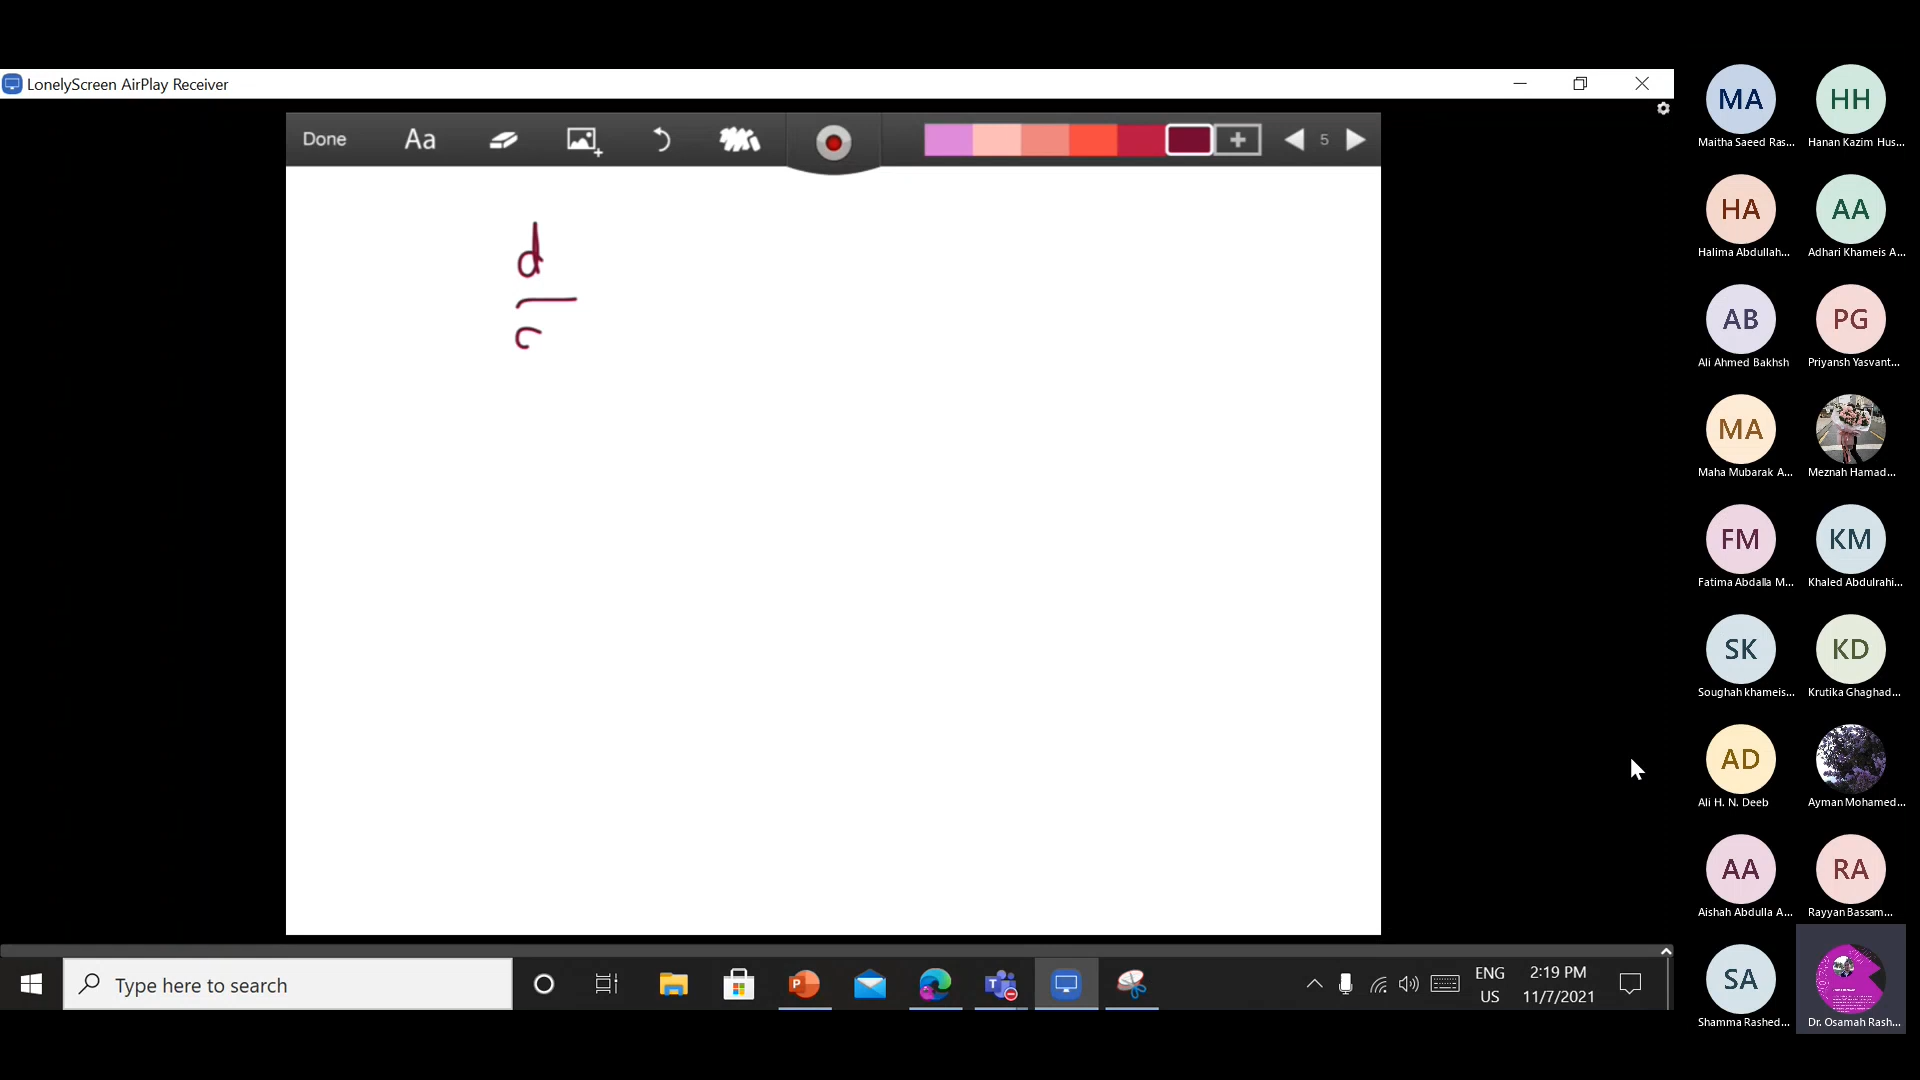 LonelyScreen AirPlay Receiver
Done Aa 5
d
MA HH
Maitha Saeed Ras... Hanan Kazim Hus...
HA AA
Halima Abdullah... Adhari Khameis A...
AB PG
Ali Ahmed Bakhsh Priyansh Yasvant...
MA
Maha Mubarak A... Meznah Hamad...
FM KM
Fatima Abdalla M... Khaled Abdulrahi...
SK KD
Soughah khameis... Krutika Ghaghad...
AD
Ali H. N. Deeb Ayman Mohamed...
AA RA
Aishah Abdulla A... Rayyan Bassam...
SA
Shamma Rashed... Dr. Osamah Rash...
Type here to search
ENG 2:19 PM
US 11/7/2021